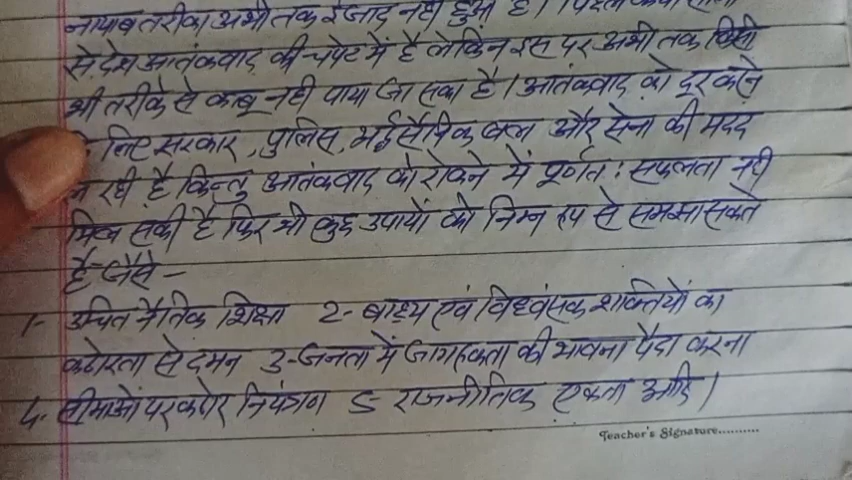 नायाब तरीका अभी तक ईजाद नही हुआ है।
से देश आतंकवाद की चपेट में है लेकिन इस पर अभी तक किसी
भी तरीके से काबू नही पाया जा सका है। आतंकवाद को दूर करने
लिए सरकार, पुलिस, अर्द्धसैनिक बल और सेना की मदद
ले रही है किन्तु आतंकवाद को रोकने में पूर्णत: सफलता नही
मिल सकी है फिर भी कुछ उपायों को निम्न रूप से समझा सकते
है जैसे -
1- उचित नैतिक शिक्षा 2- बाह्य एवं विध्वंसक शक्तियों का
कठोरता से दमन 3- जनता में जागरुकता की भावना पैदा करना
4- सीमाओं पर कठोर नियंत्रण 5- राजनीतिक एकता आदि।
Teacher's Signature..........